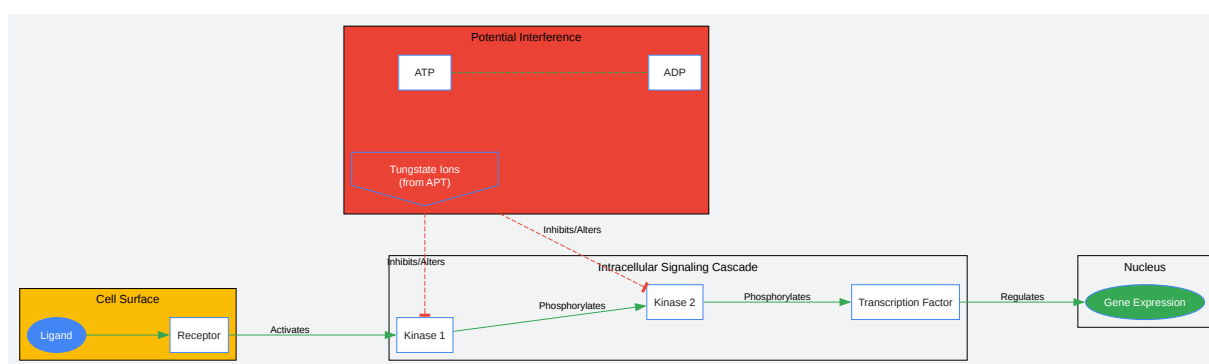 Potential Interference
ATP
ADP
Tungstate Ions
(from APT)
Inhibits/Alters
Inhibits/Alters
Intracellular Signaling Cascade
Nucleus
Cell Surface
Kinase 2
Phosphorylates
Transcription Factor
Regulates
Gene Expression
Phosphorylates
Ligand
Receptor
Activates
Kinase 1